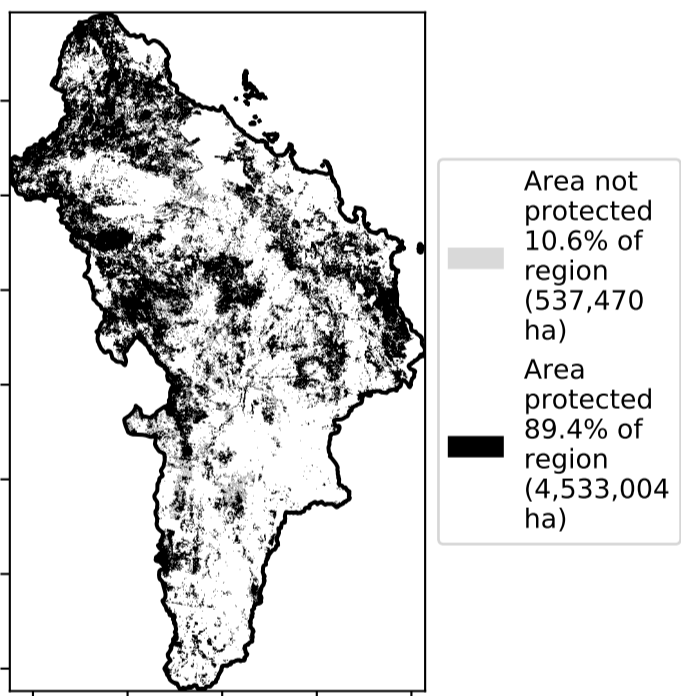 Area not
protected
10.6% of
region
(537,470
ha)
Area
protected
89.4% of
region
(4,533,004
ha)